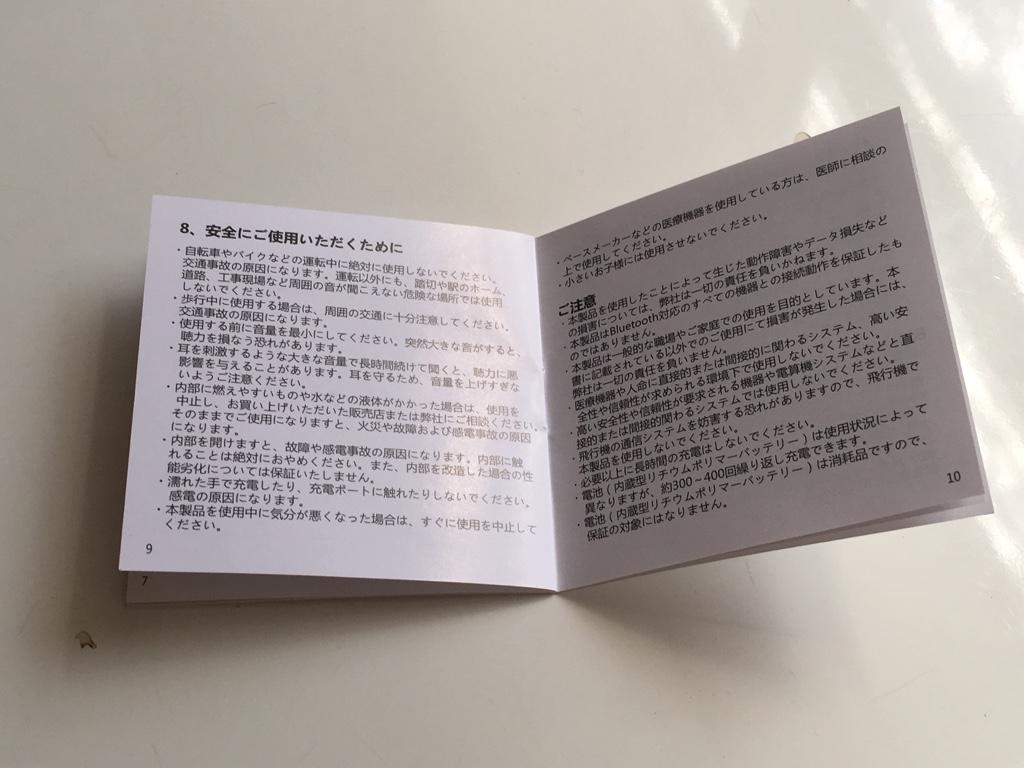 8、安全にご使用いただくために
・自転車やバイクなどの運転中に絶対に使用しないでください。
交通事故の原因になります。運転以外にも、踏切や駅のホーム、
道路、工事現場など周囲の音が聞こえない危険な場所では使用
しないでください。
・歩行中に使用する場合は、周囲の交通に十分注意してください。
交通事故の原因になります。
・使用する前に音量を最小にしてください。突然大きな音がすると、
聴力を損なう恐れがあります。
・耳を刺激するような大きな音量で長時間続けて聞くと、聴力に悪
影響を与えることがあります。耳を守るため、音量を上げすぎな
いようご注意ください。
・内部に燃えやすいものや水などの液体がかかった場合は、使用を
中止し、お買い上げいただいた販売店または弊社にご相談ください。
そのままでご使用になりますと、火災や故障および感電事故の原因
になります。
・内部を開けますと、故障や感電事故の原因になります。内部に触
れることは絶対におやめください。また、内部を改造した場合の性
能劣化については保証いたしません。
・濡れた手で充電したり、充電ポートに触れたりしないでください。
感電の原因になります。
・本製品を使用中に気分が悪くなった場合は、すぐに使用を中止して
ください。
9
7
・ペースメーカーなどの医療機器を使用している方は、医師に相談の
上で使用してください。
・小さいお子様には使用させないでください。
ご注意
・本製品を使用したことによって生じた動作障害やデータ損失など
の損害については、弊社は一切の責任を負いかねます。
・本製品はBluetooth対応のすべての機器との接続動作を保証したも
のではありません。
・本製品は一般的な職場やご家庭での使用を目的としています。本
書に記載されている以外でのご使用にて損害が発生した場合には、
弊社は一切の責任を負いません。
・医療機器や人命に直接的または間接的に関わるシステム、高い安
全性や信頼性が求められる環境下で使用しないでください。
・高い安全性や信頼性が要求される機器や電算機システムなどと直
接的または間接的関わるシステムでは使用しないでください。
・飛行機の通信システムを妨害する恐れがありますので、飛行機で
本製品を使用しないでください。
・必要以上に長時間の充電はしないでください。
・電池（内蔵型リチウムポリマーバッテリー）は使用状況によって
異なりますが、約300～400回繰り返し充電できます。
・電池（内蔵型リチウムポリマーバッテリー）は消耗品ですので、
保証の対象にはなりません。
10